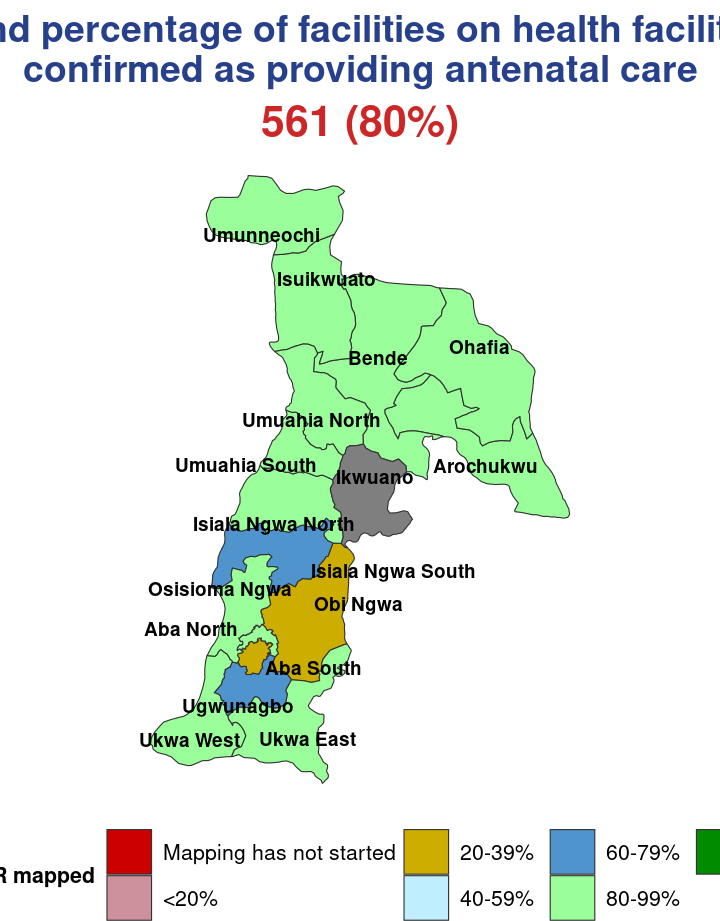 percentage of facilities on health
confirmed as providing antenatal care
561 (80%)
Umunneochi
Isuikwuato
Ohafia
Bende
Umuahia North
Umuahia South
Arochukwu
Ikwuano
Isiala Ngwa North
Isiala Ngwa South
Osisioma Ngwa
Obi Ngwa
Aba North
Aba South
Ugwunagbo
Ukwa West
Ukwa East
Mapping has not started
20-39%
60-79%
mapped
<20%
40-59%
80-99%